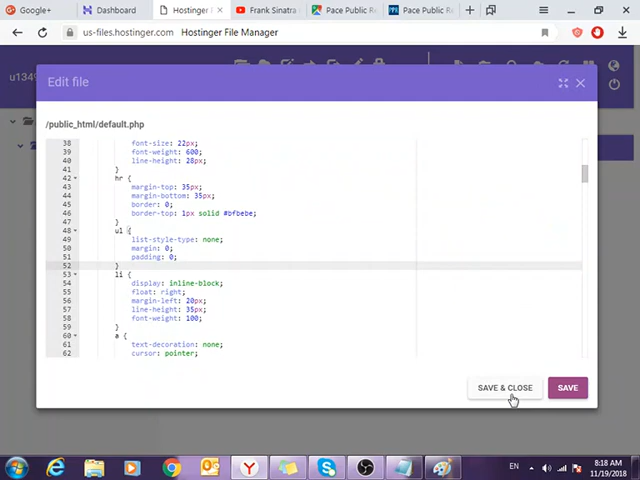 Google+
Dashboard
Hostinger
Frank Sinatra
Pace Public Re
Pace Public Re
us-files.hostinger.com Hostinger File Manager
u1349
Edit file
/public_html/default.php
38 font-size: 22px;
39 font-weight: 600;
40 line-height: 28px;
41 }
42 hr {
43 margin-top: 35px;
44 margin-bottom: 35px;
45 border: 0;
46 border-top: 1px solid #bfbebe;
47 }
48 ul {
49 list-style-type: none;
50 margin: 0;
51 padding: 0;
52 }
53 li {
54 display: inline-block;
55 float: right;
56 margin-left: 20px;
57 line-height: 35px;
58 font-weight: 100;
59 }
60 a {
61 text-decoration: none;
62 cursor: pointer;
SAVE & CLOSE
SAVE
EN
8:18 AM
11/19/2018